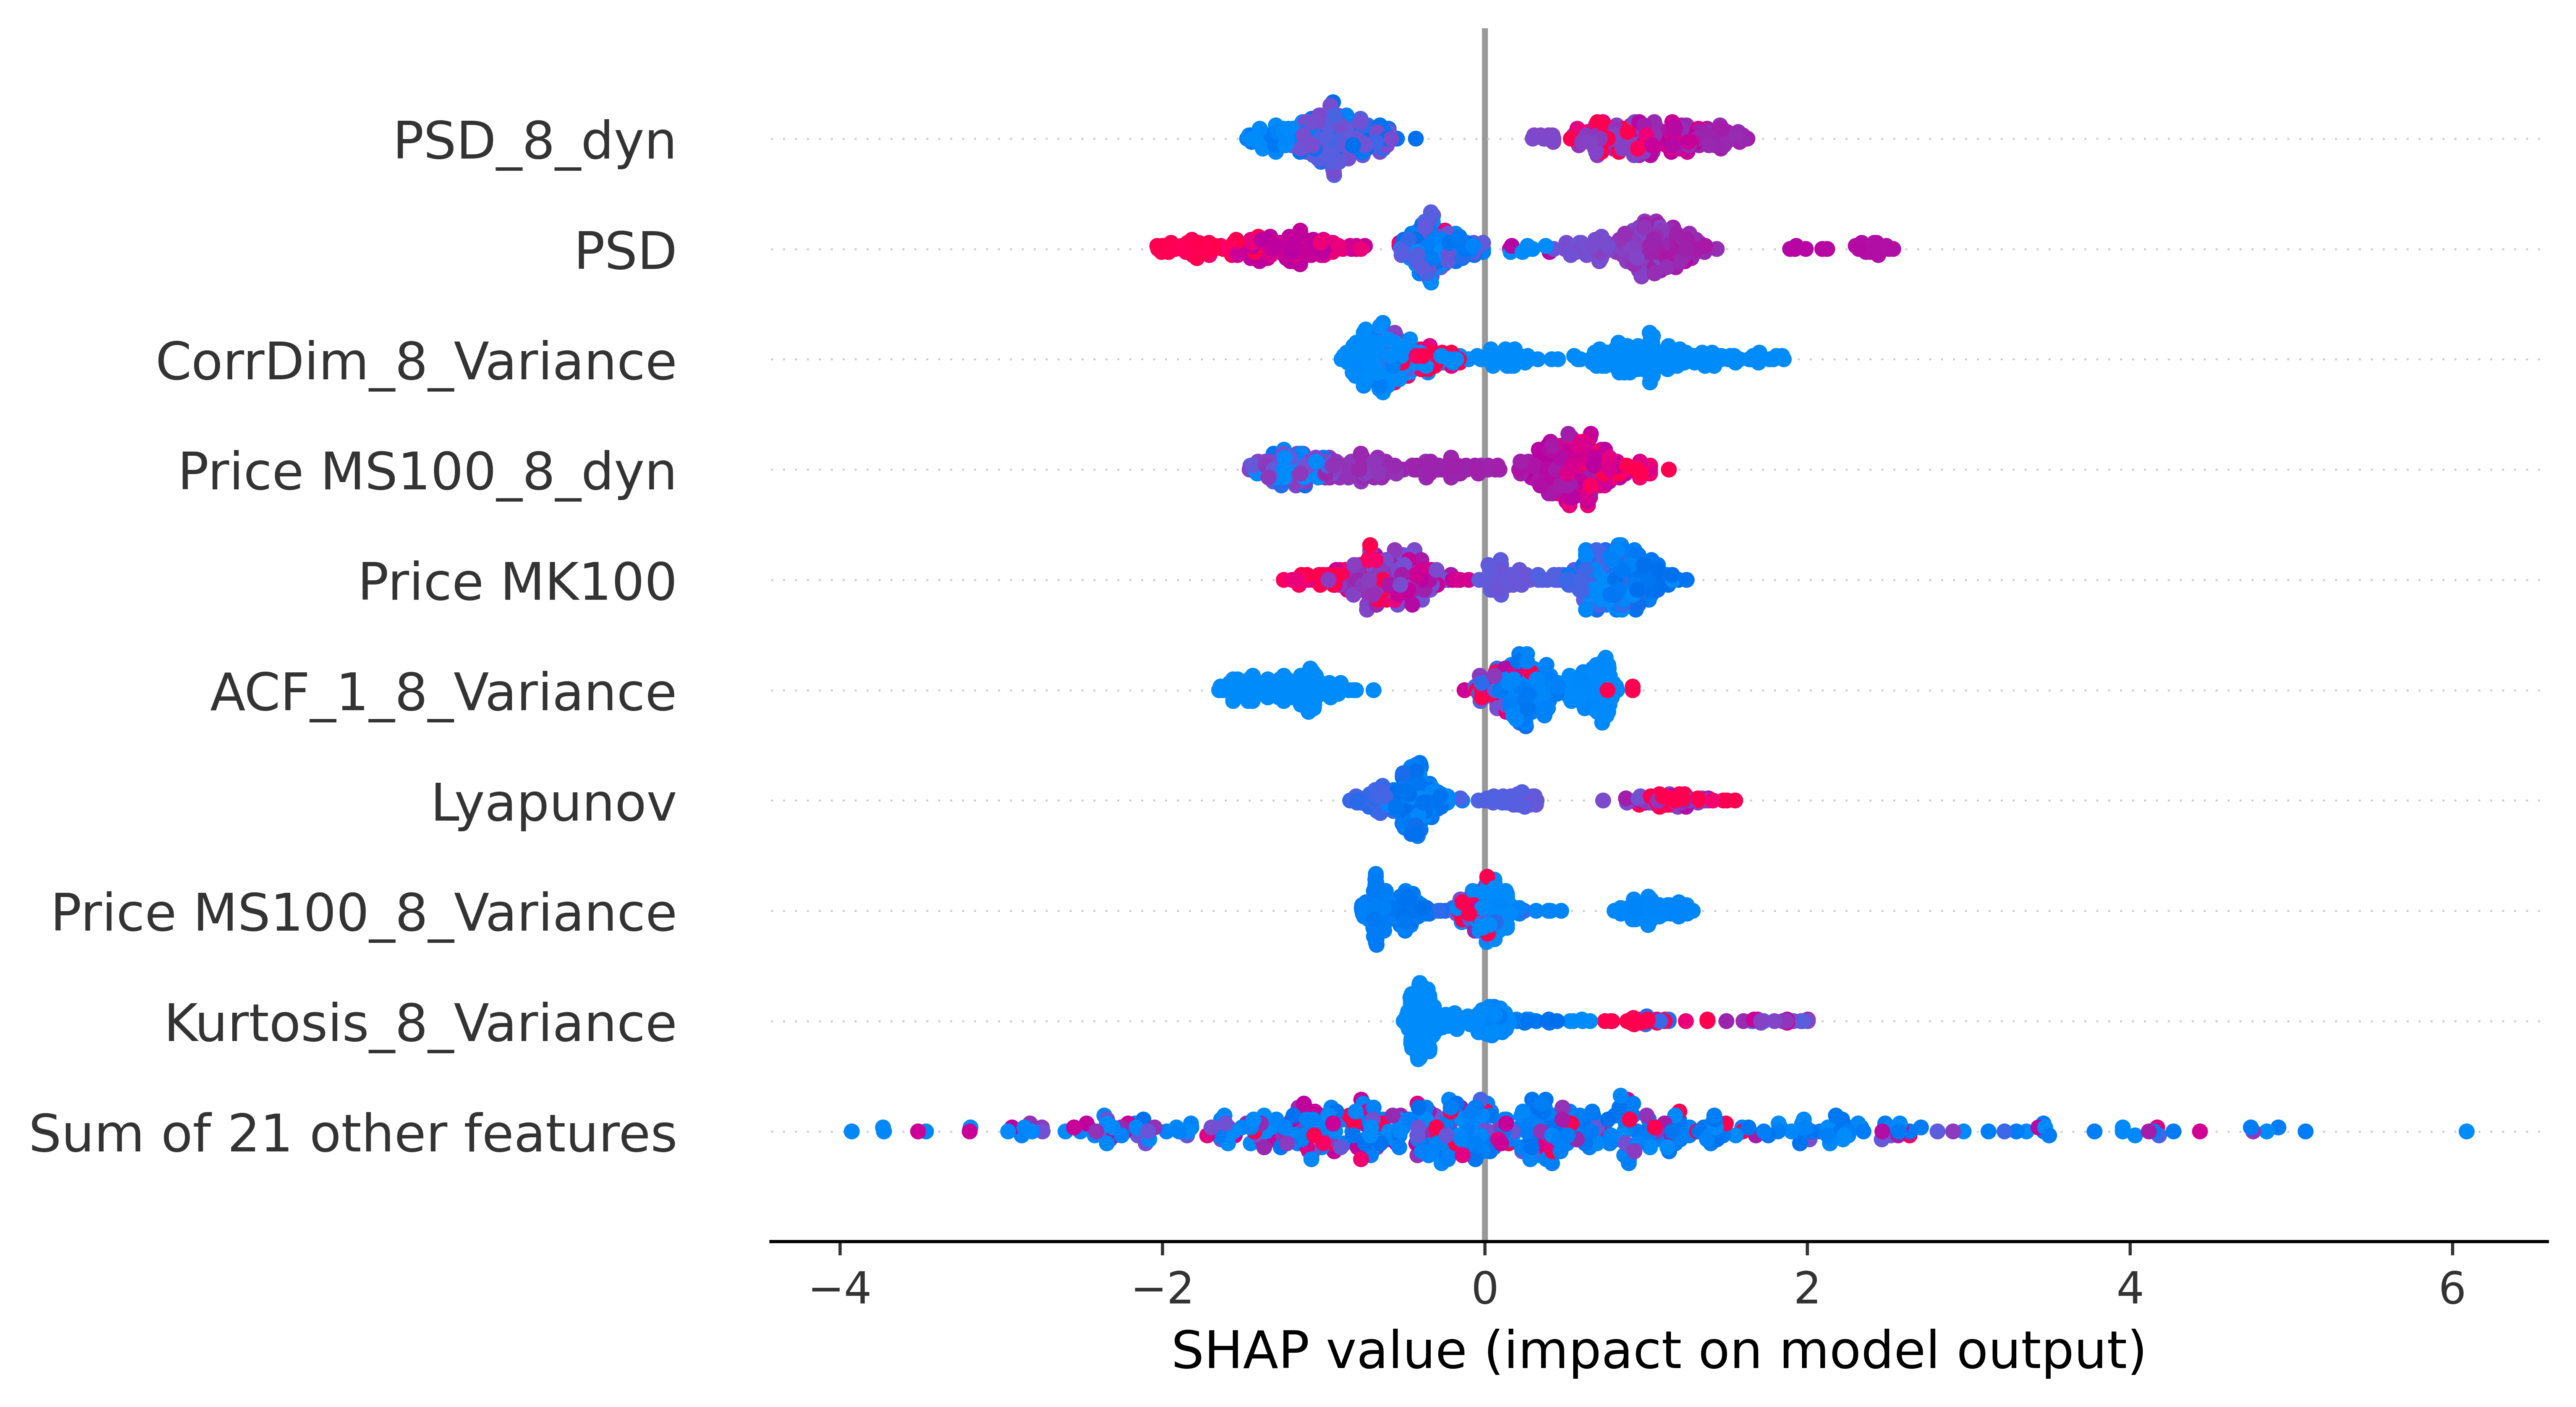 PSD_8_dyn
PSD
CorrDim_8_Variance
Price MS100_8_dyn
Price MK100
ACF_1_8_Variance
Lyapunov
Price MS100_8_Variance
Kurtosis_8_Variance
Sum of 21 other features
−4 −2 0 2 4 6
SHAP value (impact on model output)